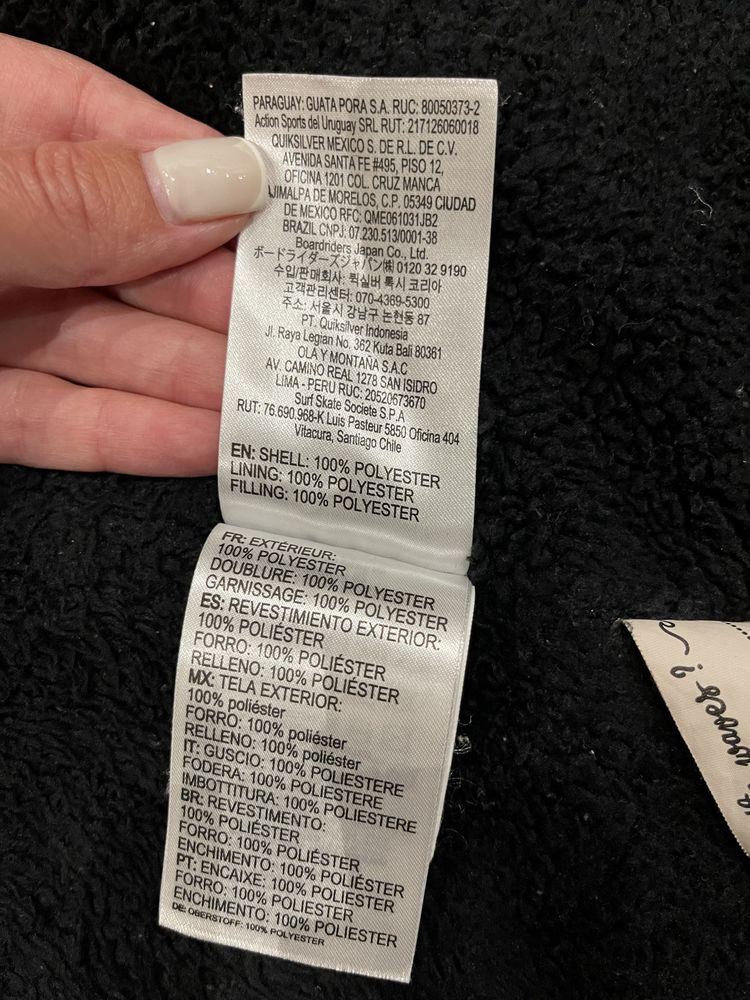 PARAGUAY: GUATA PORA S.A. RUC: 80050373-2
Action Sports del Uruguay SRL RUT: 217126060018
QUIKSILVER MEXICO S. DE R.L. DE C.V.
AVENIDA SANTA FE #495, PISO 12,
OFICINA 1201 COL. CRUZ MANCA
AJIMALPA DE MORELOS, C.P. 05349 CIUDAD
DE MEXICO RFC: QME061031JB2
BRAZIL CNPJ: 07.230.513/0001-38
Boardriders Japan Co., Ltd.
ボードライダーズジャパン㈱ 0120 32 9190
수입/판매회사: 퀵실버 록시 코리아
고객관리센터: 070-4369-5300
주소: 서울시 강남구 논현동 87
PT. Quiksilver Indonesia
Jl. Raya Legian No. 362 Kuta Bali 80361
OLA Y MONTAÑA S.A.C
AV. CAMINO REAL 1278 SAN ISIDRO
LIMA - PERU RUC: 20520673670
Surf Skate Societe S.P.A
RUT: 76.690.968-K Luis Pasteur 5850 Oficina 404
Vitacura, Santiago Chile
EN: SHELL: 100% POLYESTER
LINING: 100% POLYESTER
FILLING: 100% POLYESTER
FR: EXTÉRIEUR:
100% POLYESTER
DOUBLURE: 100% POLYESTER
GARNISSAGE: 100% POLYESTER
ES: REVESTIMIENTO EXTERIOR:
100% POLIÉSTER
FORRO: 100% POLIÉSTER
RELLENO: 100% POLIÉSTER
MX: TELA EXTERIOR:
100% poliéster
FORRO: 100% poliéster
RELLENO: 100% poliéster
IT: GUSCIO: 100% POLIESTERE
FODERA: 100% POLIESTERE
IMBOTTITURA: 100% POLIESTERE
BR: REVESTIMENTO:
100% POLIÉSTER
FORRO: 100% POLIÉSTER
ENCHIMENTO: 100% POLIÉSTER
PT: ENCAIXE: 100% POLIÉSTER
FORRO: 100% POLIÉSTER
ENCHIMENTO: 100% POLIÉSTER
DE: OBERSTOFF: 100% POLYESTER
waves?